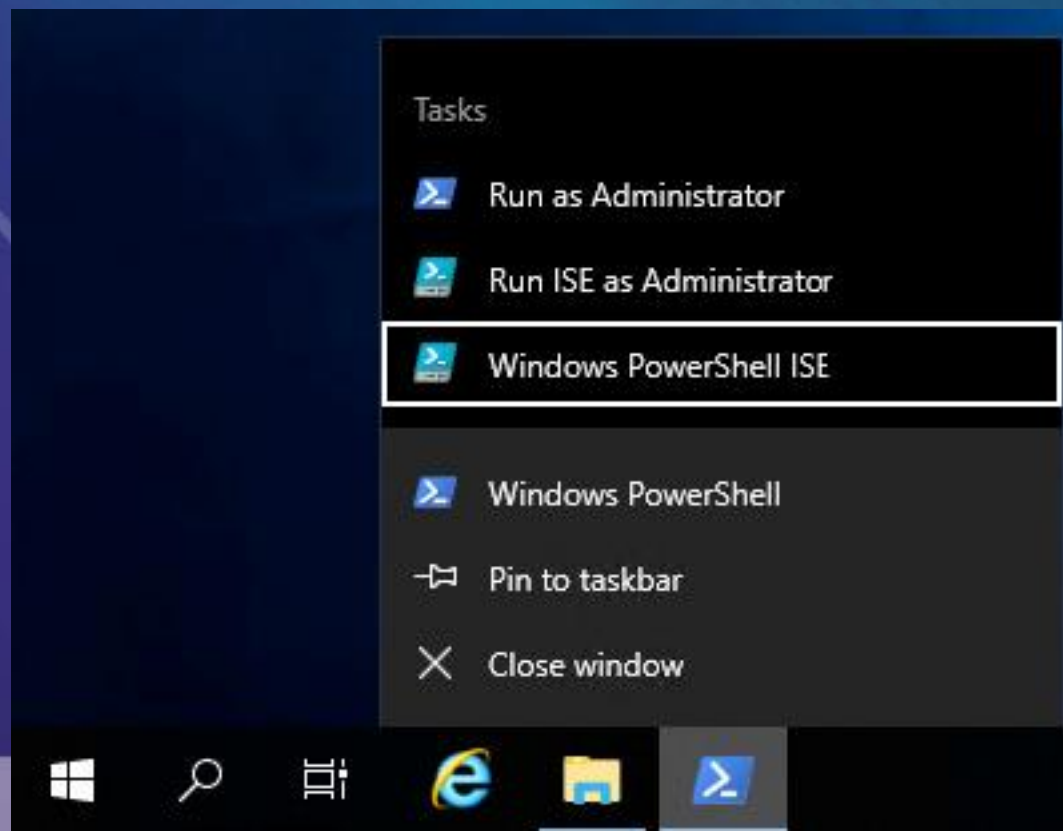 Tasks
Run as Administrator
Run ISE as Administrator
Windows PowerShell ISE
Windows PowerShell
Pin to taskbar
Close window